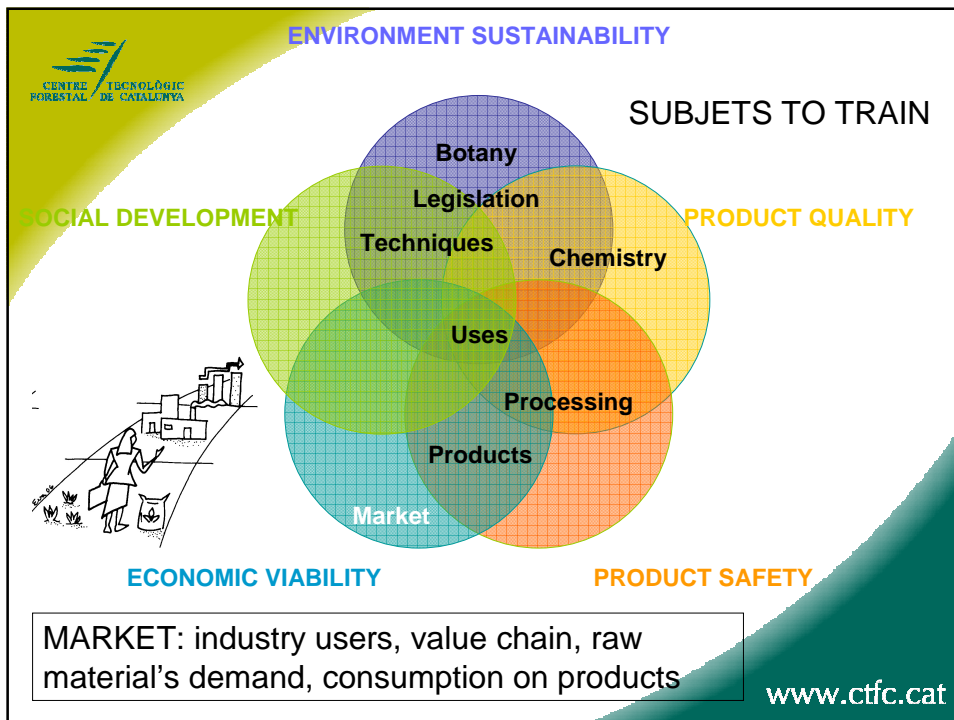 ENVIRONMENT SUSTAINABILITY
CENTRE TECNOLÒGIC
FORESTAL DE CATALUNYA
SUBJETS TO TRAIN
Botany
Legislation
SOCIAL DEVELOPMENT
PRODUCT QUALITY
Techniques
Chemistry
Uses
Processing
Products
Market
ECONOMIC VIABILITY
PRODUCT SAFETY
MARKET: industry users, value chain, raw
material’s demand, consumption on products
www.ctfc.cat